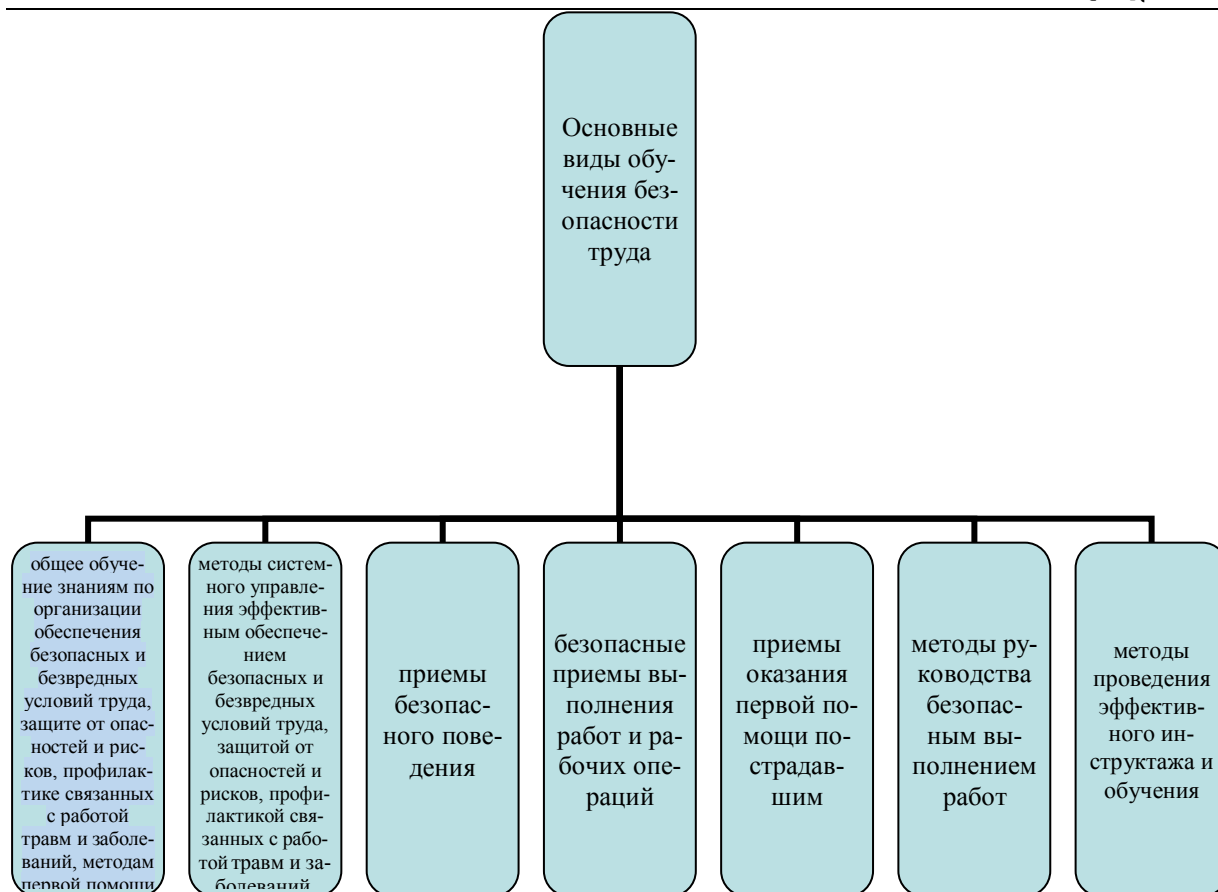 Основные
виды обу-
чения без-
опасности
труда
общее обуче-
ние знаниям по
организации
обеспечения
безопасных и
безвредных
условий труда,
защите от опас-
ностей и рис-
ков, профилак-
тике связанных
с работой
травм и заболе-
ваний, методам
первой помощи
методы систем-
ного управле-
ния эффектив-
ным обеспече-
нием
безопасных и
безвредных
условий труда,
защитой от
опасностей и
рисков, профи-
лактикой свя-
занных с рабо-
той травм и за-
болеваний
приемы
безопас-
ного пове-
дения
безопасные
приемы вы-
полнения
работ и ра-
бочих опе-
раций
приемы
оказания
первой по-
мощи по-
страдав-
шим
методы ру-
ководства
безопас-
ным вы-
полнением
работ
методы
проведения
эффектив-
ного ин-
структажа и
обучения